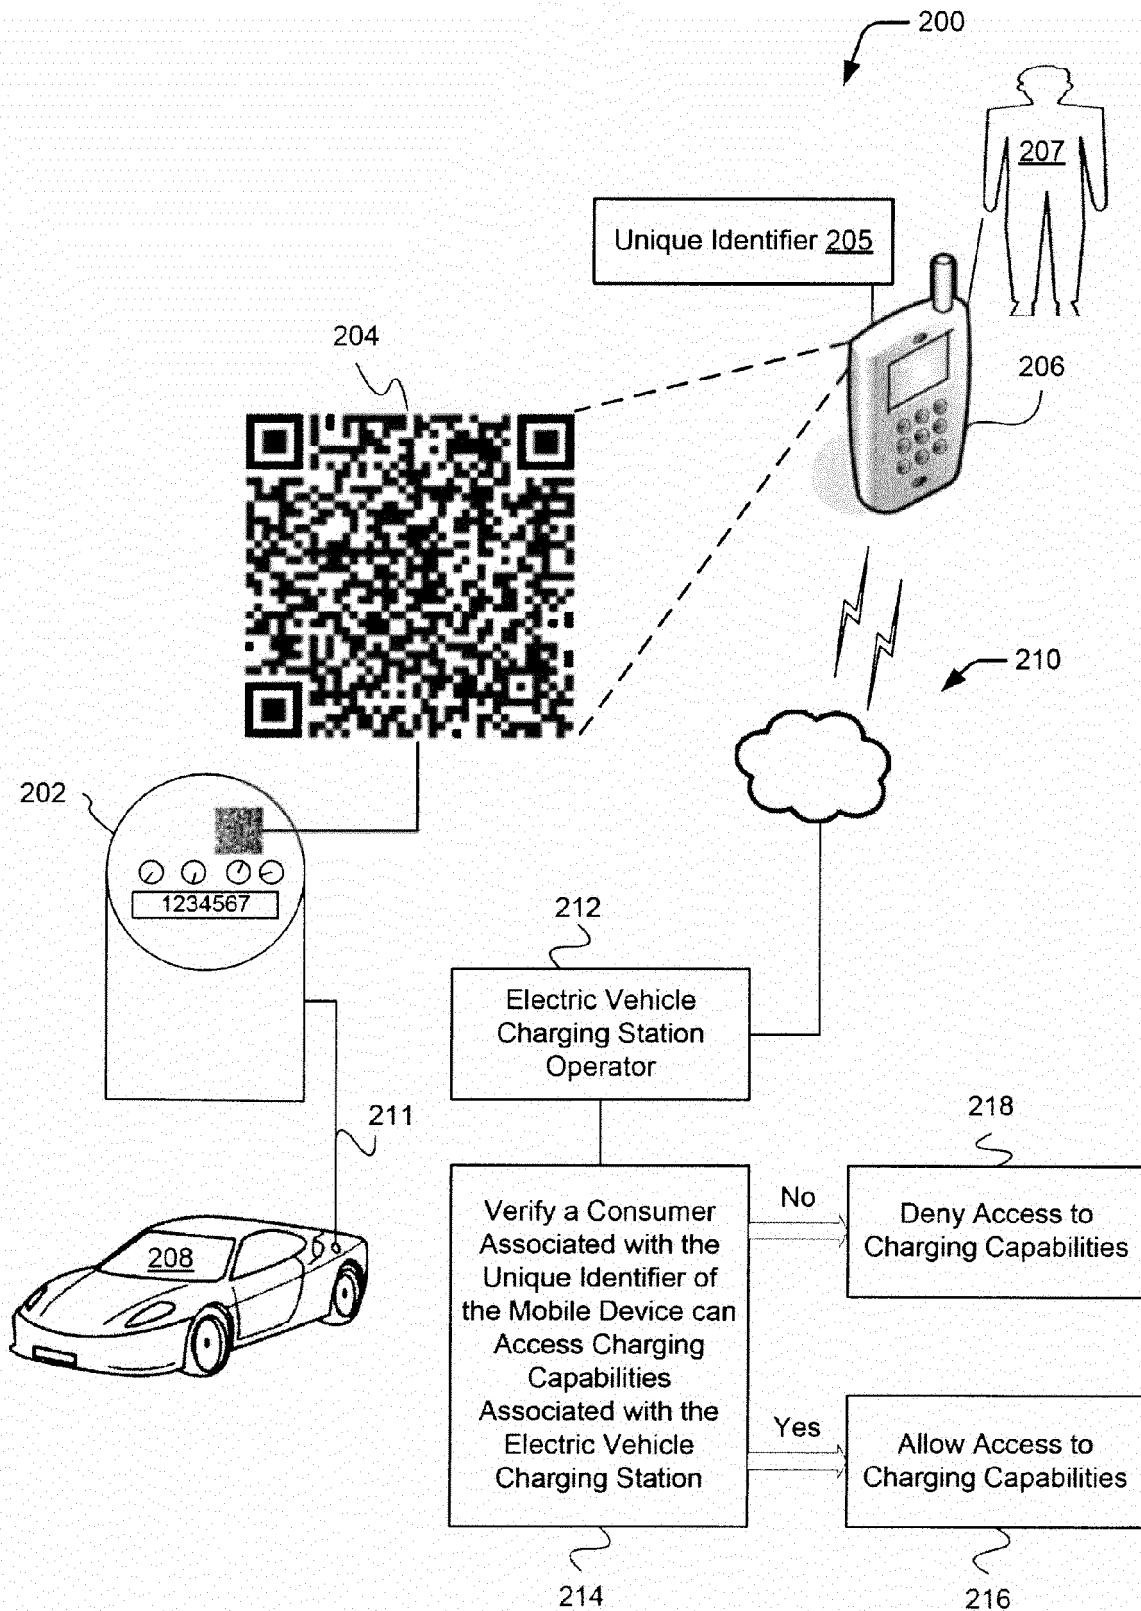 200
207
Unique Identifier 205
204
206
210
202
1234567
212
Electric Vehicle
Charging Station
Operator
211
218
Verify a Consumer
Associated with the
Unique Identifier of
the Mobile Device can
Access Charging
Capabilities
Associated with the
Electric Vehicle
Charging Station
No
Deny Access to
Charging Capabilities
208
Yes
Allow Access to
Charging Capabilities
214
216